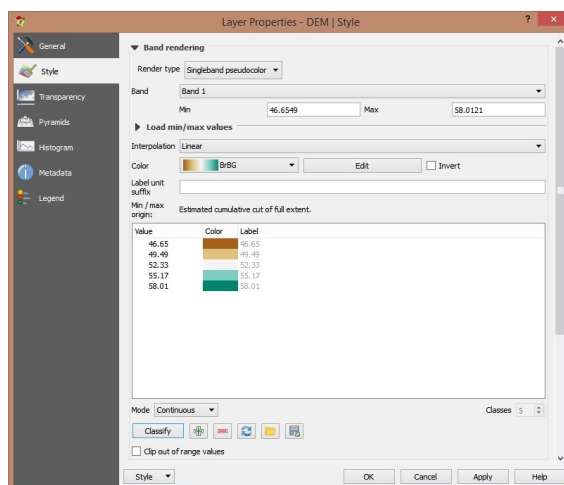 Layer Properties - DEM | Style
General
Style
Transparency
Pyramids
Histogram
Metadata
Legend
Band rendering
Render type Singleband pseudocolor
Band Band 1
Min 46.6549 Max 58.0121
Load min/max values
Interpolation Linear
Color BrBG Edit Invert
Label unit
suffix
Min / max
origin: Estimated cumulative cut of full extent.
Value Color Label
46.65 46.65
49.49 49.49
52.33 52.33
55.17 55.17
58.01 58.01
Mode Continuous Classes 5
Classify
Clip out of range values
Style OK Cancel Apply Help